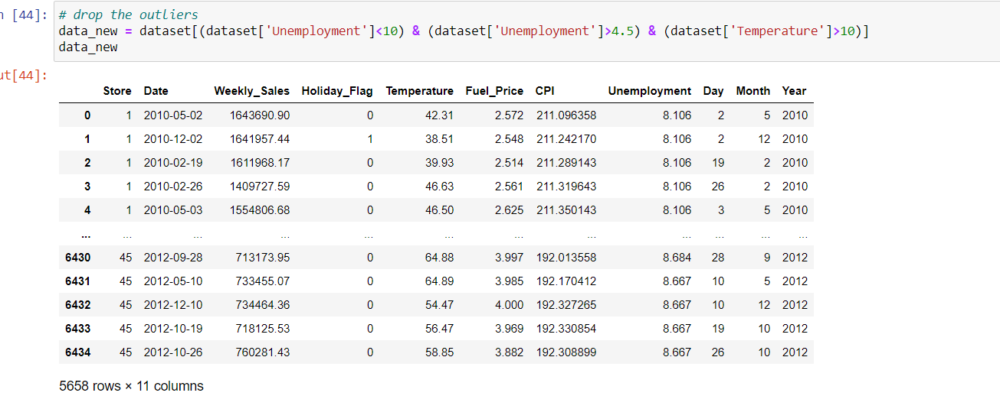 n [44]: # drop the outliers
data_new = dataset[(dataset['Unemployment']<10) & (dataset['Unemployment']>4.5) & (dataset['Temperature']>10)]
data_new
ut[44]:
Store Date Weekly_Sales Holiday_Flag Temperature Fuel_Price CPI Unemployment Day Month Year
0 1 2010-05-02 1643690.90 0 42.31 2.572 211.096358 8.106 2 5 2010
1 1 2010-12-02 1641957.44 1 38.51 2.548 211.242170 8.106 2 12 2010
2 1 2010-02-19 1611968.17 0 39.93 2.514 211.289143 8.106 19 2 2010
3 1 2010-02-26 1409727.59 0 46.63 2.561 211.319643 8.106 26 2 2010
4 1 2010-05-03 1554806.68 0 46.50 2.625 211.350143 8.106 3 5 2010
... ... ... ... ... ... ... ... ... ... ... ...
6430 45 2012-09-28 713173.95 0 64.88 3.997 192.013558 8.684 28 9 2012
6431 45 2012-05-10 733455.07 0 64.89 3.985 192.170412 8.667 10 5 2012
6432 45 2012-12-10 734464.36 0 54.47 4.000 192.327265 8.667 10 12 2012
6433 45 2012-10-19 718125.53 0 56.47 3.969 192.330854 8.667 19 10 2012
6434 45 2012-10-26 760281.43 0 58.85 3.882 192.308899 8.667 26 10 2012
5658 rows × 11 columns